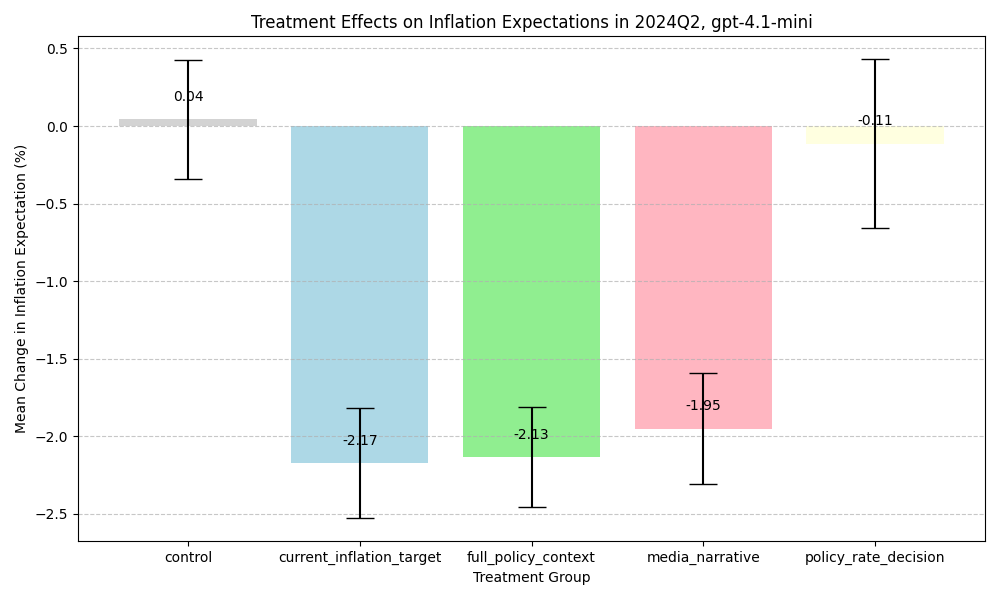 Treatment Effects on Inflation Expectations in 2024Q2, gpt-4.1-mini
Mean Change in Inflation Expectation (%)
0.5
0.0
−0.5
−1.0
−1.5
−2.0
−2.5
0.04
-2.17
-2.13
-1.95
-0.11
control
current_inflation_target
full_policy_context
media_narrative
policy_rate_decision
Treatment Group